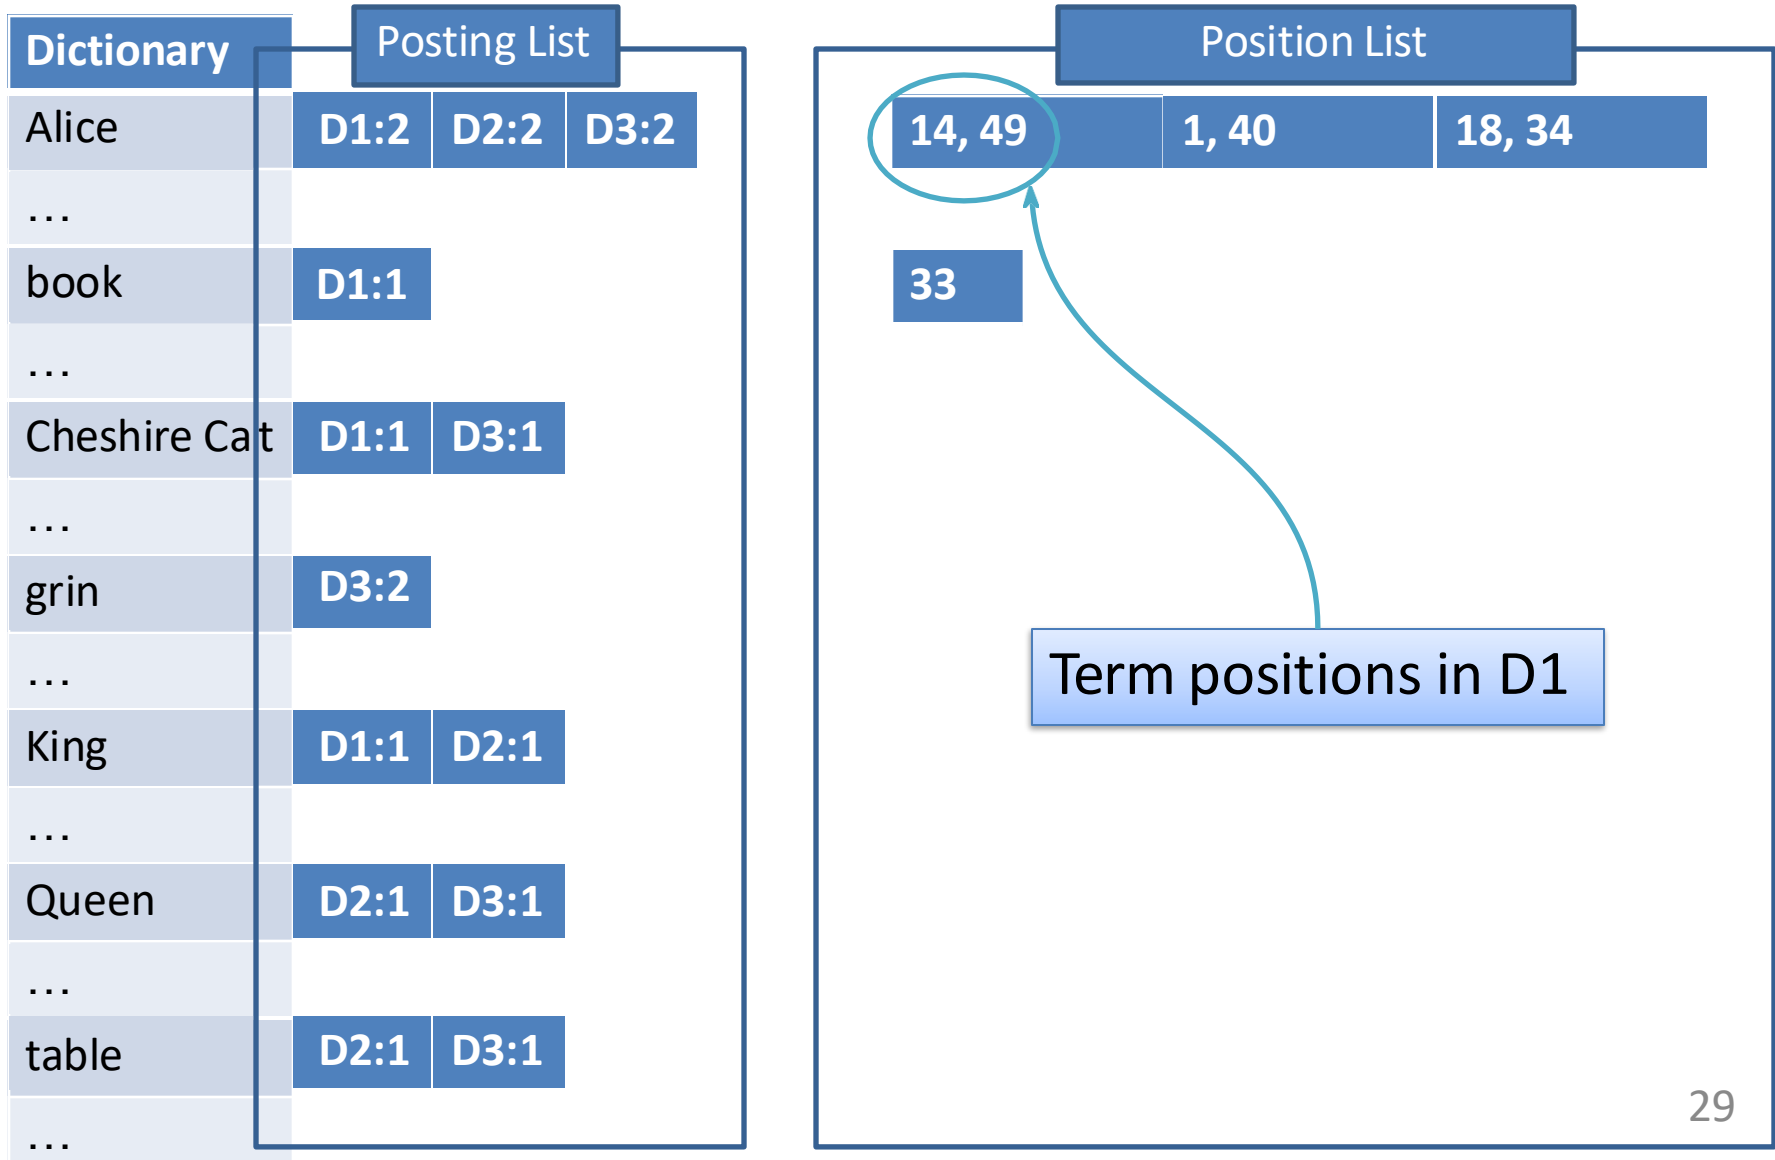 Dictionary Posting List Position List
Alice D1:2 D2:2 D3:2 14, 49 1, 40 18, 34
...
book D1:1 33
...
Cheshire Cat D1:1 D3:1
...
grin D3:2
...
Term positions in D1
King D1:1 D2:1
...
Queen D2:1 D3:1
...
table D2:1 D3:1
...
29